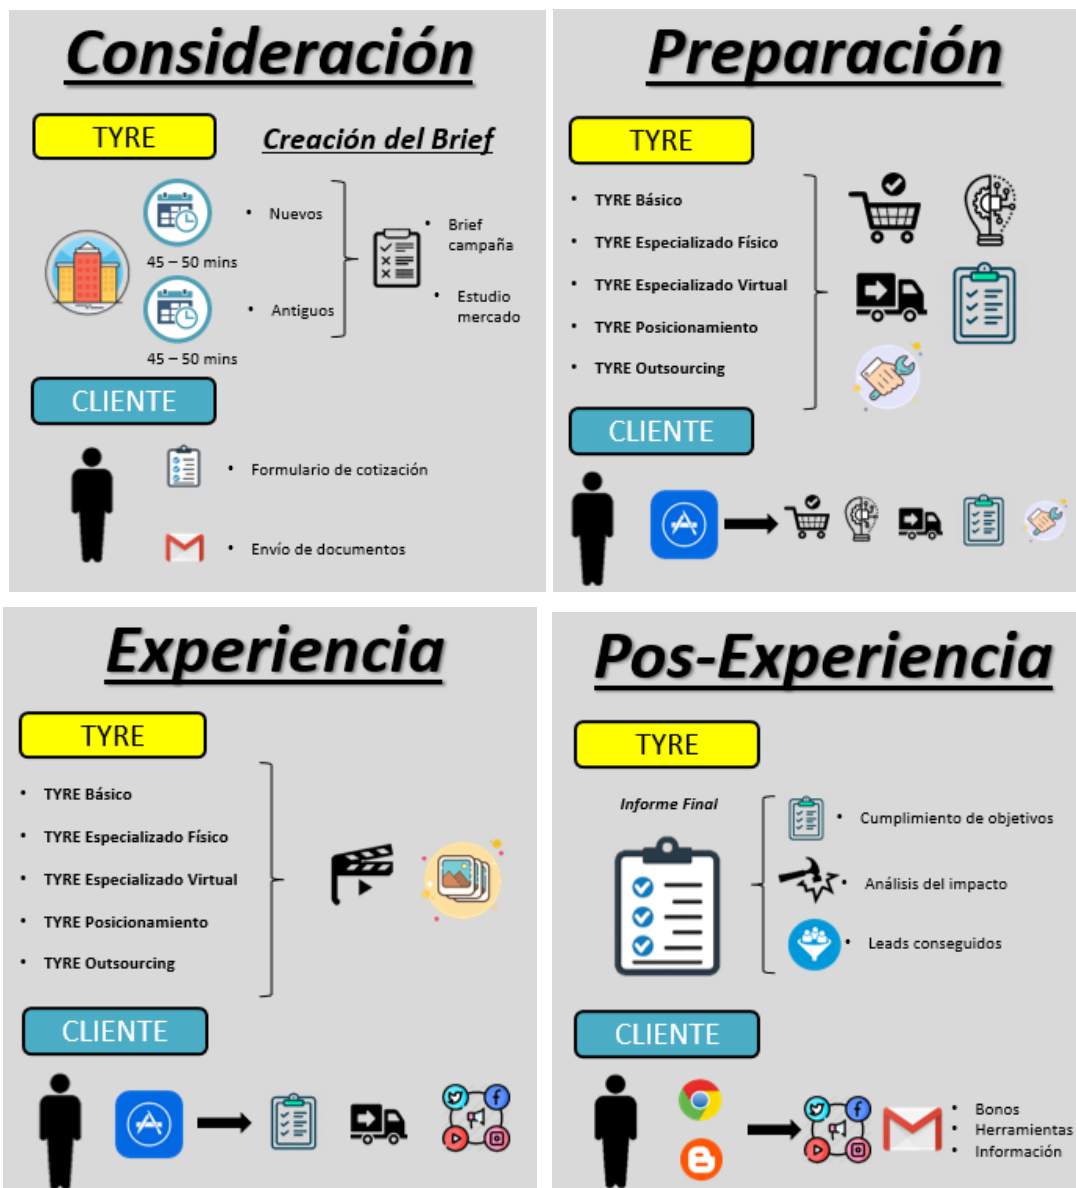 Consideración
TYRE
Creación del Brief
45 – 50 mins
• Nuevos
45 – 50 mins
• Antiguos
• Brief
campaña
• Estudio
mercado
CLIENTE
• Formulario de cotización
• Envío de documentos
Preparación
TYRE
• TYRE Básico
• TYRE Especializado Físico
• TYRE Especializado Virtual
• TYRE Posicionamiento
• TYRE Outsourcing
CLIENTE
Experiencia
TYRE
• TYRE Básico
• TYRE Especializado Físico
• TYRE Especializado Virtual
• TYRE Posicionamiento
• TYRE Outsourcing
CLIENTE
Pos-Experiencia
TYRE
Informe Final
• Cumplimiento de objetivos
• Análisis del impacto
• Leads conseguidos
CLIENTE
• Bonos
• Herramientas
• Información